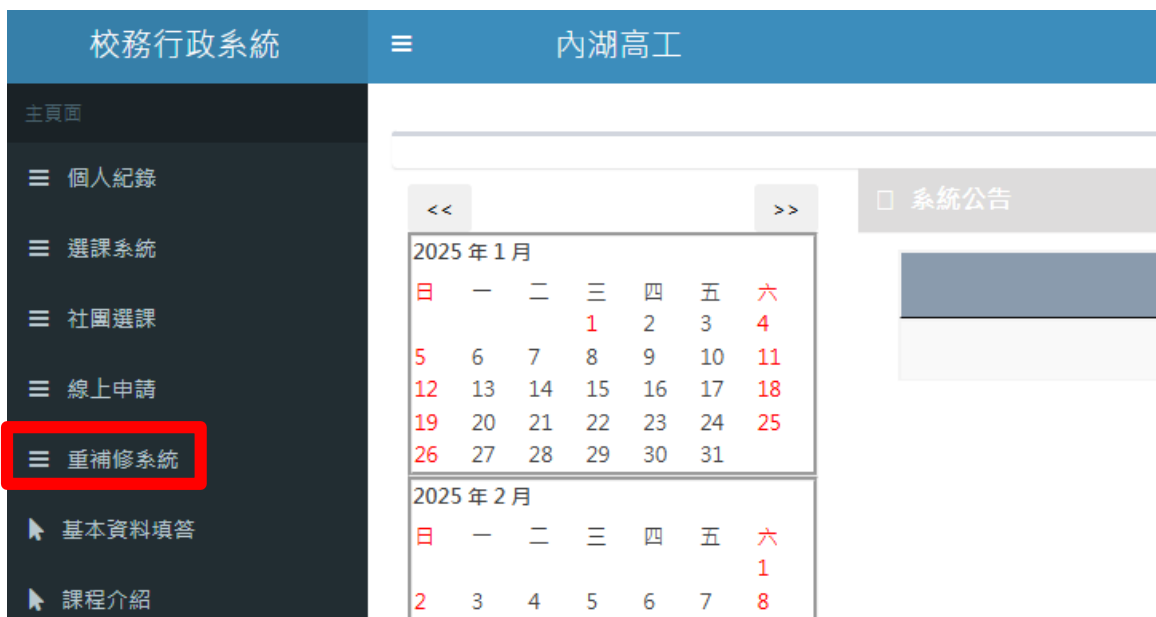 校務行政系統
內湖高工
主頁面
個人紀錄
選課系統
社團選課
線上申請
重補修系統
基本資料填答
課程介紹
<< >>
2025 年 1 月
日 一 二 三 四 五 六
1 2 3 4
5 6 7 8 9 10 11
12 13 14 15 16 17 18
19 20 21 22 23 24 25
26 27 28 29 30 31
2025 年 2 月
日 一 二 三 四 五 六
1
2 3 4 5 6 7 8
系統公告